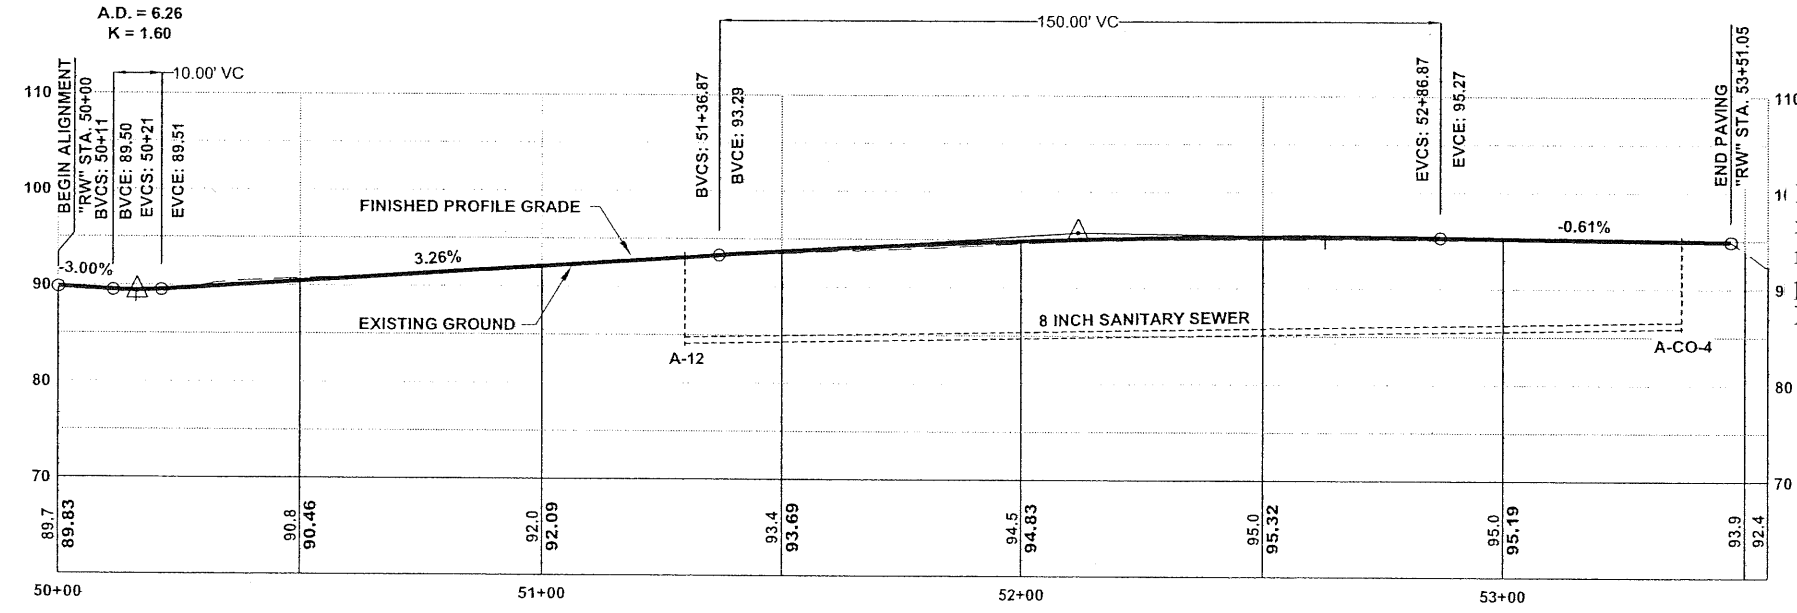 A.D. = 6.26
K = 1.60
10.00' VC
150.00' VC
BEGIN ALIGNMENT
"RW" STA. 50+00
BVCS: 50+11
BVCE: 89.50
EVCS: 50+21
EVCE: 89.51
BVCS: 51+36.87
BVCE: 93.29
EVCS: 52+86.87
EVCE: 95.27
END PAVING
"RW" STA. 53+51.05
110
110
100
90
80
80
70
70
FINISHED PROFILE GRADE
-3.00%
3.26%
-0.61%
EXISTING GROUND
8 INCH SANITARY SEWER
A-12
A-CO-4
89.7
89.83
90.8
90.46
92.0
92.09
93.4
93.69
94.5
94.83
95.0
95.32
95.0
95.19
93.9
92.4
50+00
51+00
52+00
53+00